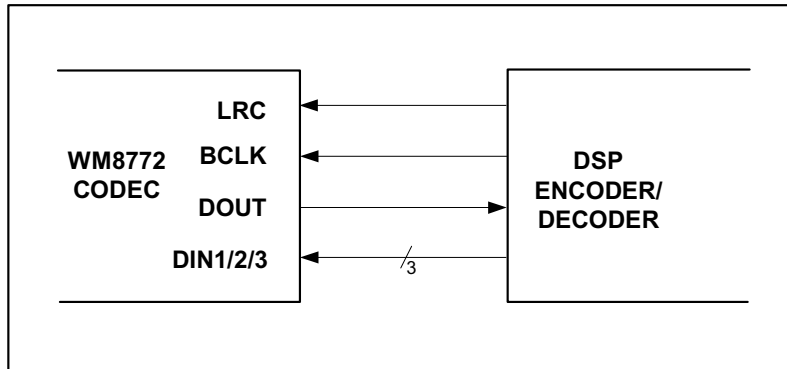 LRC
WM8772
CODEC
BCLK
DOUT
DIN1/2/3
3
DSP
ENCODER/
DECODER